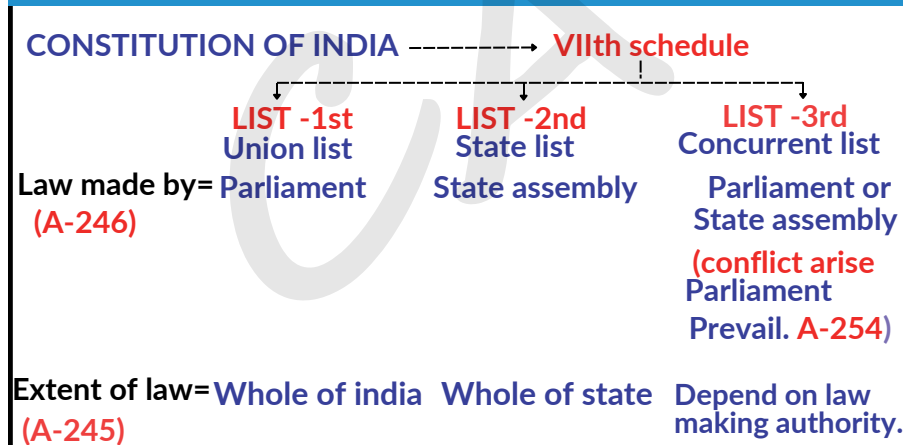 CONSTITUTION OF INDIA VIIth schedule
LIST -1st LIST -2nd LIST -3rd
Union list State list Concurrent list
Law made by= Parliament State assembly Parliament or
(A-246) State assembly
(conflict arise
Parliament
Prevail. A-254)
Extent of law= Whole of india Whole of state Depend on law
(A-245) making authority.
CA